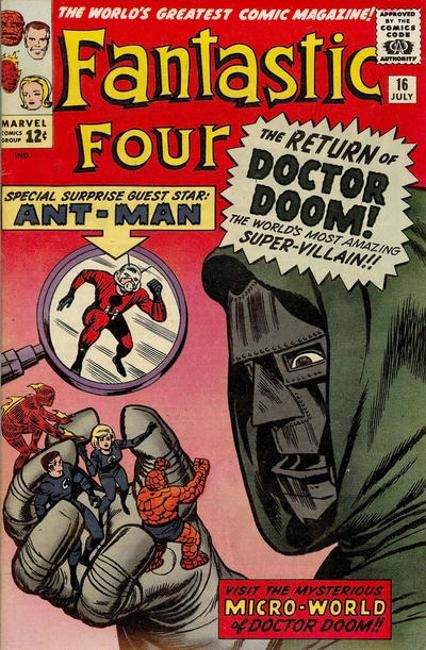 THE WORLD'S GREATEST COMIC MAGAZINE!
APPROVED
BY THE
COMICS
CODE
AUTHORITY
Fantastic
Four
MARVEL
COMICS
GROUP
12¢
IND.
16
JULY
THE RETURN OF
DOCTOR
DOOM!
THE WORLD'S MOST AMAZING
SUPER-VILLAIN!!
SPECIAL SURPRISE GUEST STAR:
ANT-MAN
4
VISIT THE MYSTERIOUS
MICRO-WORLD
of DOCTOR DOOM!!